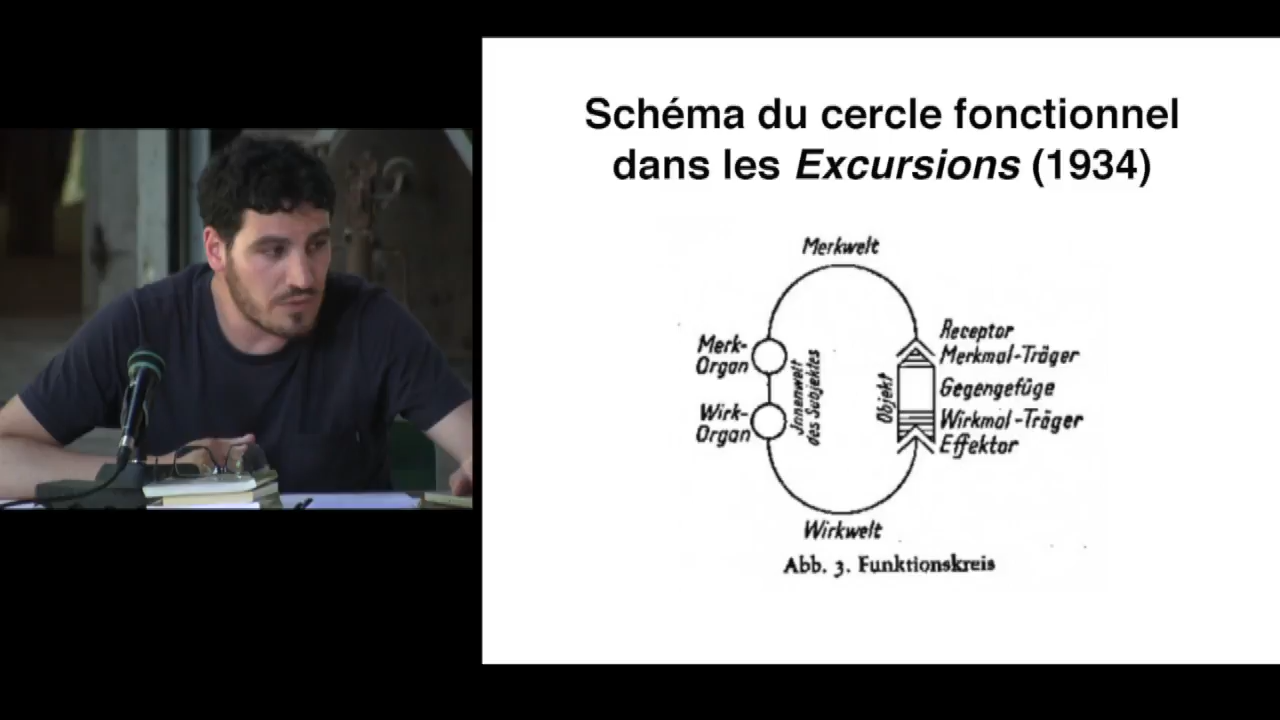 Schéma du cercle fonctionnel
dans les Excursions (1934)
Merkwelt
Merk-
Organ
Wirk-
Organ
Jnnenwelt
des Subjektes
Objekt
Receptor
Merkmal-Träger
Gegengefüge
Wirkmal-Träger
Effektor
Wirkwelt
Abb. 3. Funktionskreis